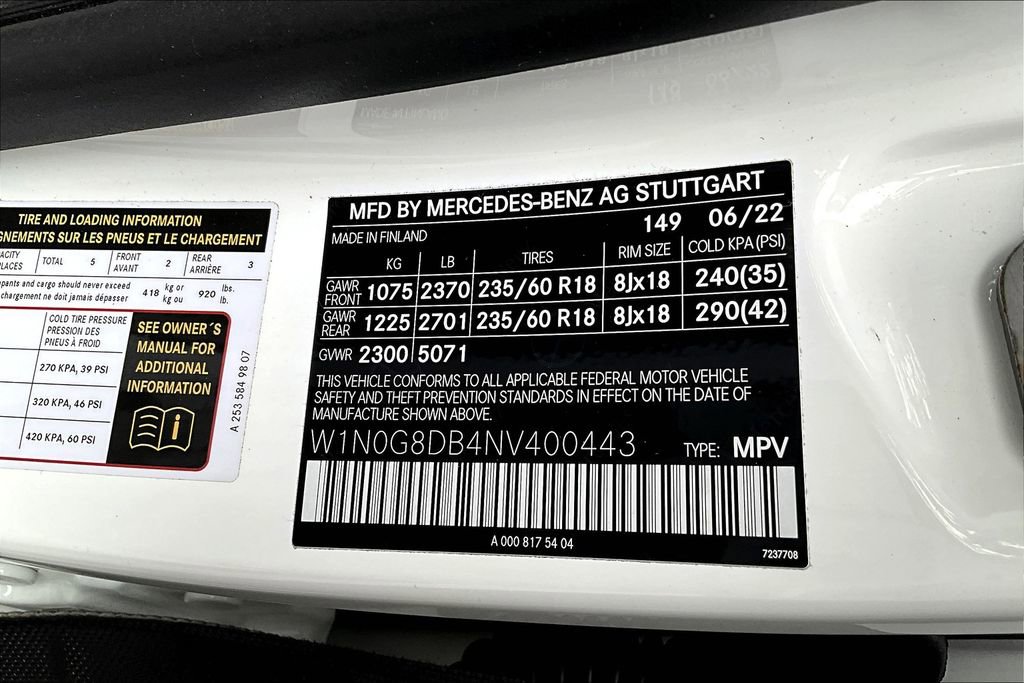 TIRE AND LOADING INFORMATION
GNEMENTS SUR LES PNEUS ET LE CHARGEMENT
TOTAL 5 FRONT AVANT 2 REAR ARRIÈRE 3
and cargo should never exceed
chargement ne doit jamais dépasser
418 kg or kg ou 920 lbs. lb.
COLD TIRE PRESSURE
PRESSION DES
PNEUS À FROID
270 KPA, 39 PSI
320 KPA, 46 PSI
420 KPA, 60 PSI
SEE OWNER´S
MANUAL FOR
ADDITIONAL
INFORMATION
A 253 584 98 07
MFD BY MERCEDES-BENZ AG STUTTGART
149 06/22
MADE IN FINLAND
KG LB TIRES RIM SIZE COLD KPA (PSI)
GAWR FRONT 1075 2370 235/60 R18 8Jx18 240(35)
GAWR REAR 1225 2701 235/60 R18 8Jx18 290(42)
GVWR 2300 5071
THIS VEHICLE CONFORMS TO ALL APPLICABLE FEDERAL MOTOR VEHICLE
SAFETY AND THEFT PREVENTION STANDARDS IN EFFECT ON THE DATE OF
MANUFACTURE SHOWN ABOVE.
W1N0G8DB4NV400443 TYPE: MPV
A 000 817 54 04
7237708